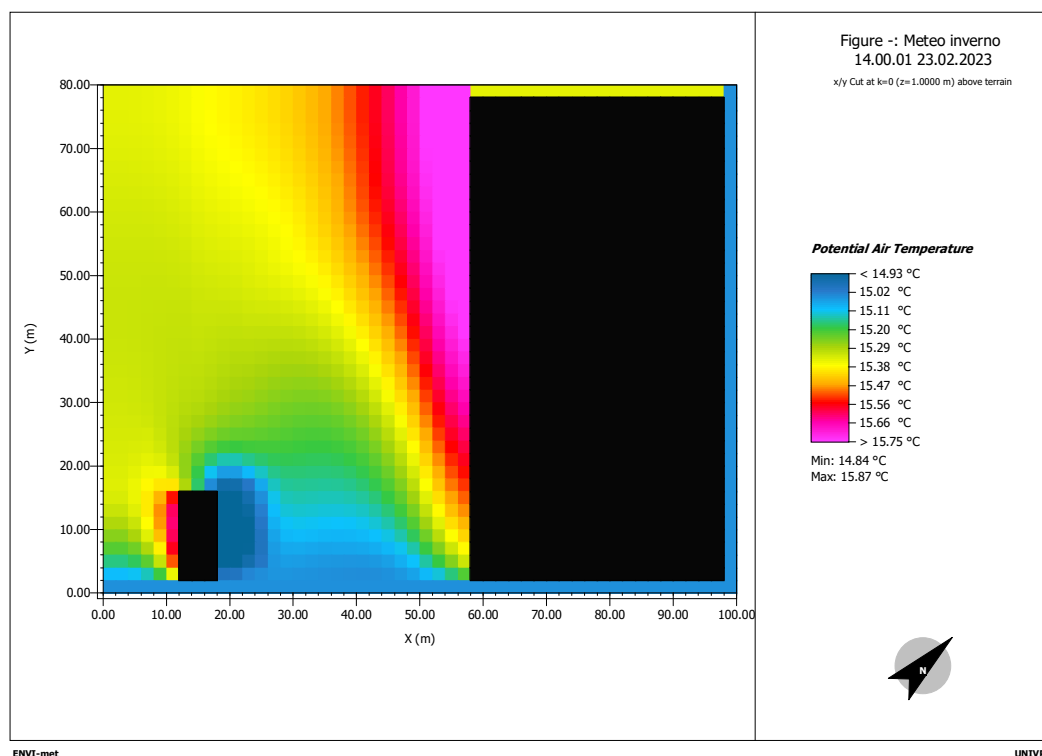 Figure -: Meteo inverno
14.00.01 23.02.2023
x/y Cut at k=0 (z=1.0000 m) above terrain
80.00
70.00
60.00
50.00
40.00
30.00
20.00
10.00
0.00
Y (m)
0.00 10.00 20.00 30.00 40.00 50.00 60.00 70.00 80.00 90.00 100.00
X (m)
Potential Air Temperature
< 14.93 °C
15.02 °C
15.11 °C
15.20 °C
15.29 °C
15.38 °C
15.47 °C
15.56 °C
15.66 °C
> 15.75 °C
Min: 14.84 °C
Max: 15.87 °C
N
ENVI-met